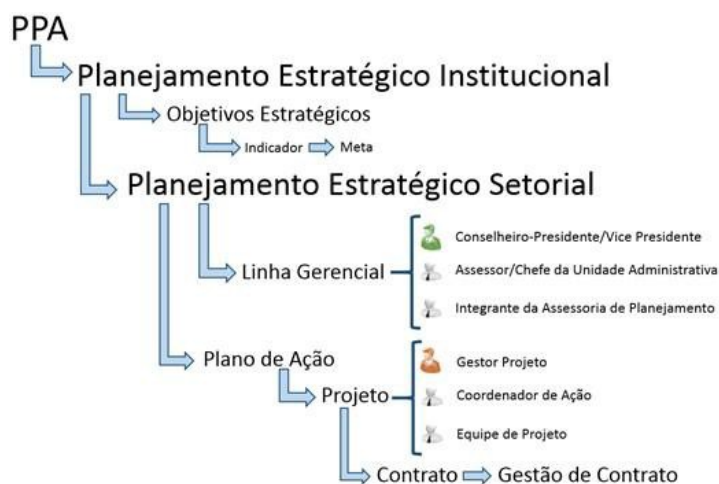 PPA
Planejamento Estratégico Institucional
Objetivos Estratégicos
Indicador
Meta
Planejamento Estratégico Setorial
Linha Gerencial
Conselheiro-Presidente/Vice Presidente
Assessor/Chefe da Unidade Administrativa
Integrante da Assessoria de Planejamento
Plano de Ação
Projeto
Gestor Projeto
Coordenador de Ação
Equipe de Projeto
Contrato
Gestão de Contrato